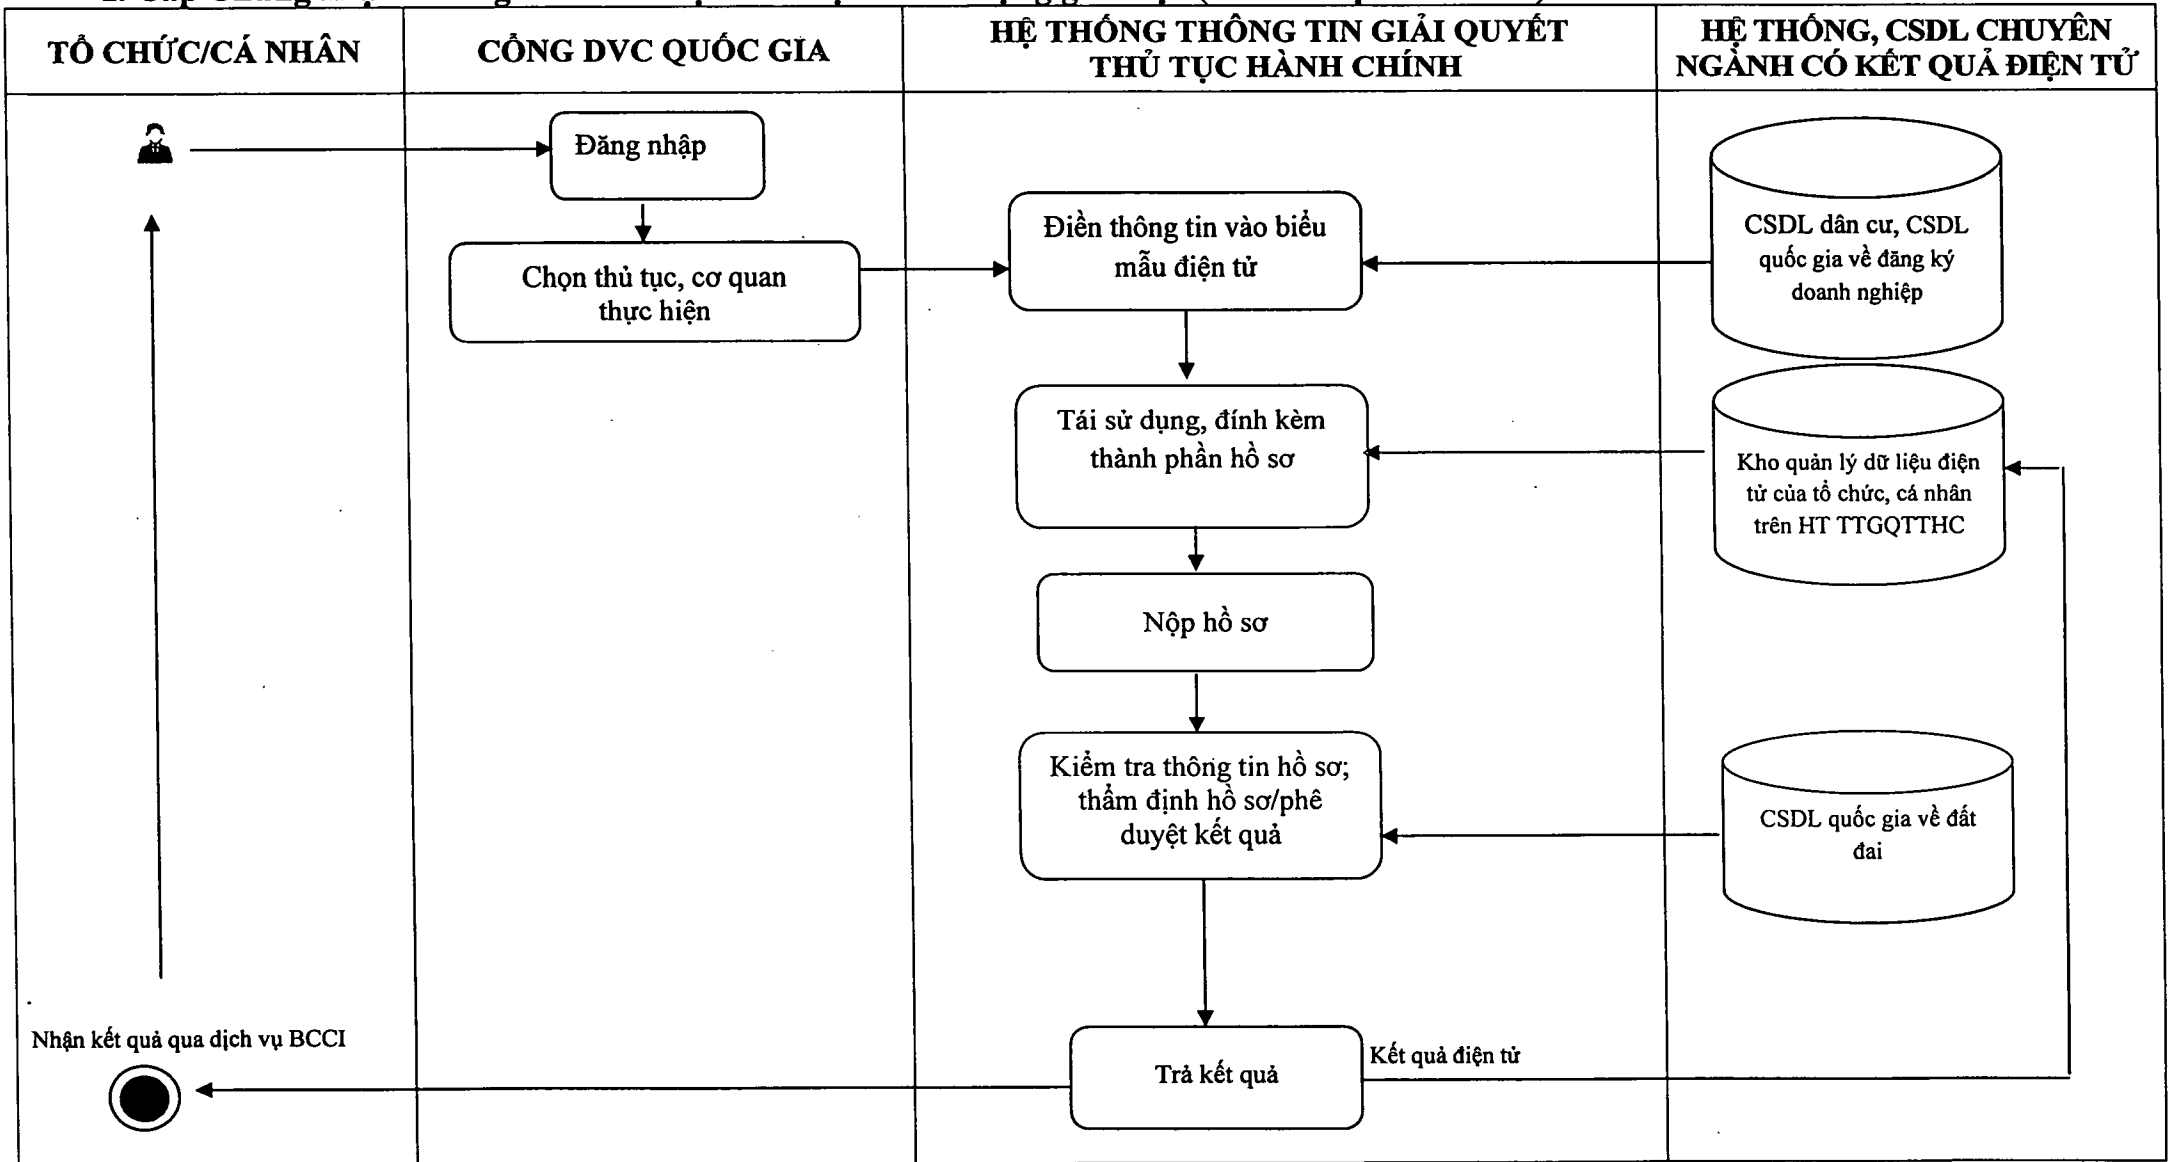 TỔ CHỨC/CÁ NHÂN
CỔNG DVC QUỐC GIA
HỆ THỐNG THÔNG TIN GIẢI QUYẾT
THỦ TỤC HÀNH CHÍNH
HỆ THỐNG, CSDL CHUYÊN
NGÀNH CÓ KẾT QUẢ ĐIỆN TỬ
Đăng nhập
Chọn thủ tục, cơ quan
thực hiện
Điền thông tin vào biểu
mẫu điện tử
CSDL dân cư, CSDL
quốc gia về đăng ký
doanh nghiệp
Tái sử dụng, đính kèm
thành phần hồ sơ
Kho quản lý dữ liệu điện
tử của tổ chức, cá nhân
trên HT TTGQTTHC
Nộp hồ sơ
Kiểm tra thông tin hồ sơ;
thẩm định hồ sơ/phê
duyệt kết quả
CSDL quốc gia về đất
đai
Nhận kết quả qua dịch vụ BCCI
Trả kết quả
Kết quả điện tử